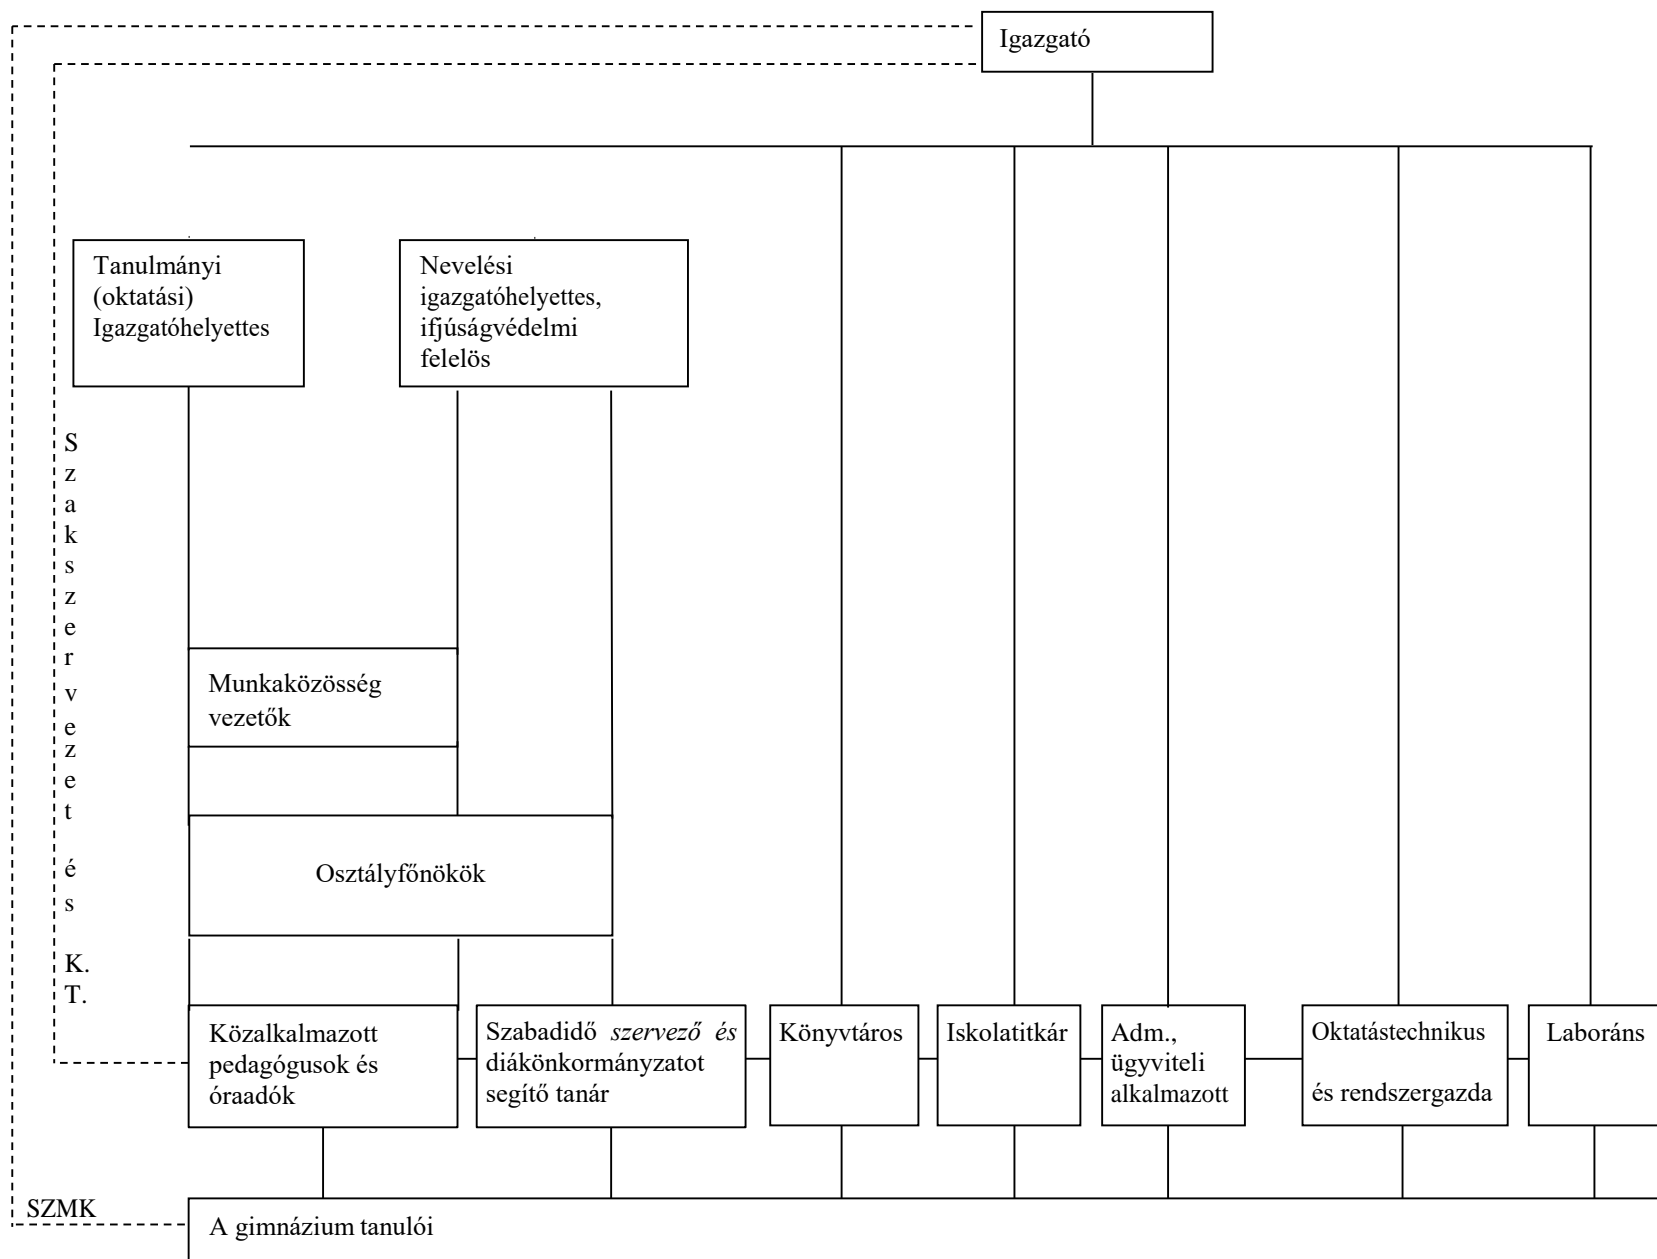 Igazgató
Tanulmányi
(oktatási)
Igazgatóhelyettes
Nevelési
igazgatóhelyettes,
ifjúságvédelmi
felelös
S
z
a
k
s
z
e
r
v
e
z
e
t
é
s
K.
T.
Munkaközösség
vezetők
Osztályfőnökök
Közalkalmazott
pedagógusok és
óraadók
Szabadidő szervező és
diákönkormányzatot
segítő tanár
Könyvtáros
Iskolatitkár
Adm.,
ügyviteli
alkalmazott
Oktatástechnikus
és rendszergazda
Laboráns
SZMK
A gimnázium tanulói